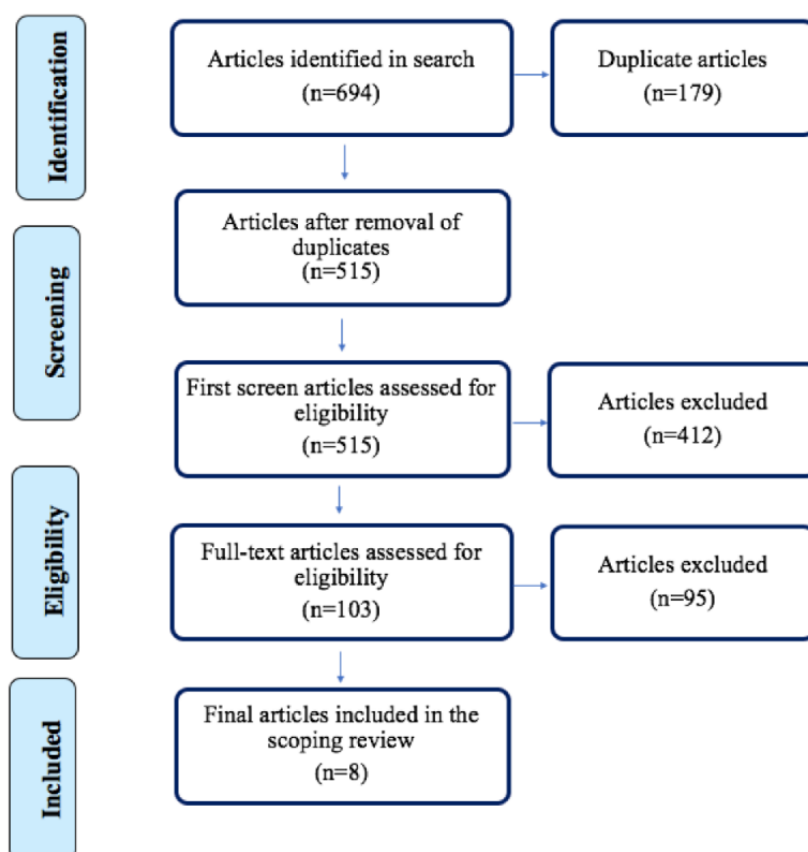 Identification
Articles identified in search
(n=694)
Duplicate articles
(n=179)
Screening
Articles after removal of
duplicates
(n=515)
First screen articles assessed for
eligibility
(n=515)
Articles excluded
(n=412)
Eligibility
Full-text articles assessed for
eligibility
(n=103)
Articles excluded
(n=95)
Included
Final articles included in the
scoping review
(n=8)